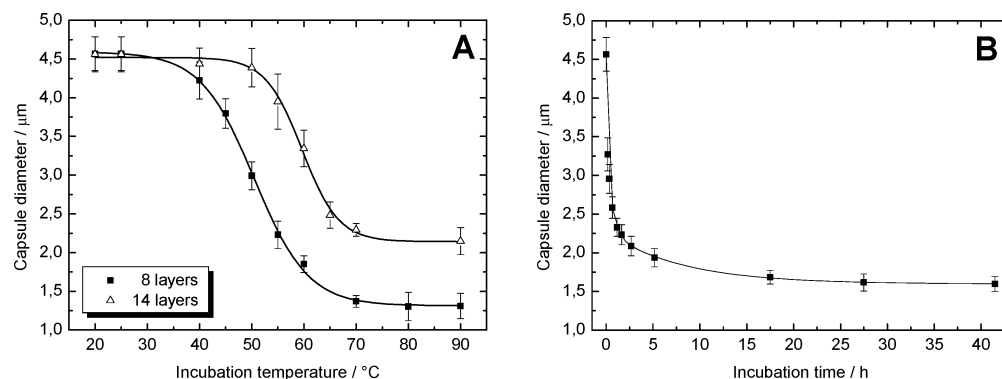 A
Capsule diameter / μm
5,0
4,5
4,0
3,5
3,0
2,5
2,0
1,5
1,0
8 layers
14 layers
20 30 40 50 60 70 80 90
Incubation temperature / °C
B
Capsule diameter / μm
5,0
4,5
4,0
3,5
3,0
2,5
2,0
1,5
1,0
0 5 10 15 20 25 30 35 40
Incubation time / h